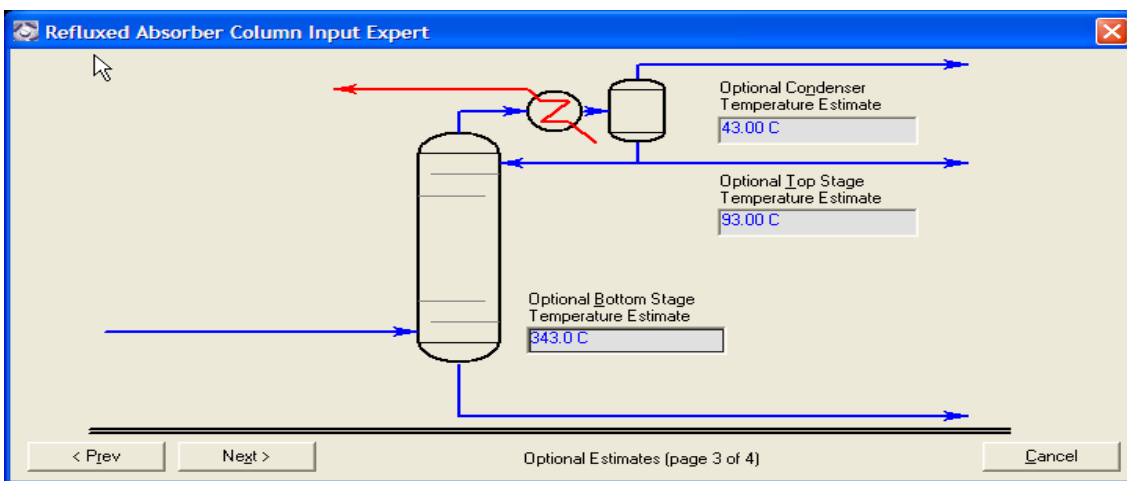 Refluxed Absorber Column Input Expert
Optional Condenser
Temperature Estimate
43.00 C
Optional Top Stage
Temperature Estimate
93.00 C
Optional Bottom Stage
Temperature Estimate
343.0 C
< Prev
Next >
Optional Estimates (page 3 of 4)
Cancel